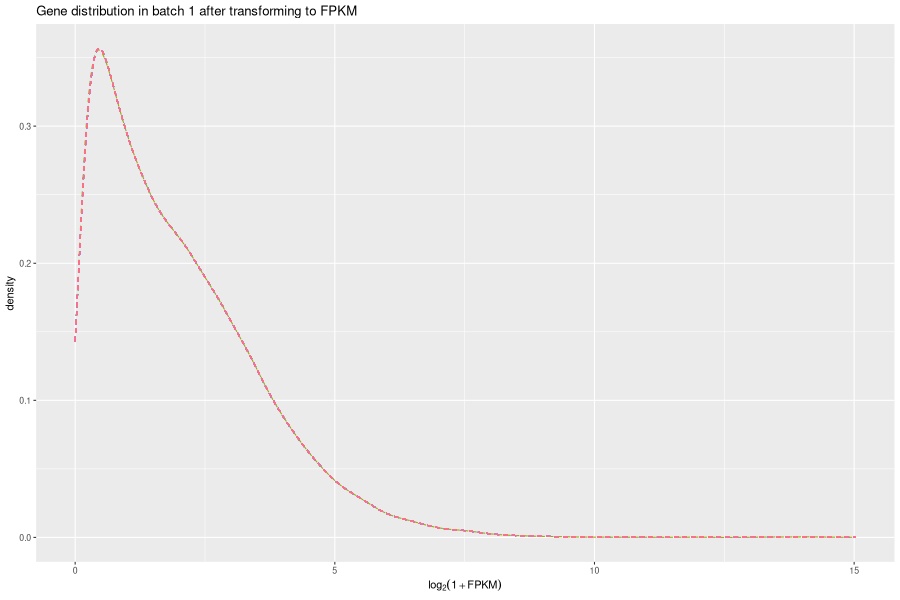 Gene distribution in batch 1 after transforming to FPKM
0.3
0.2
density
0.1
0.0
0 5 10 15
log₂(1+FPKM)